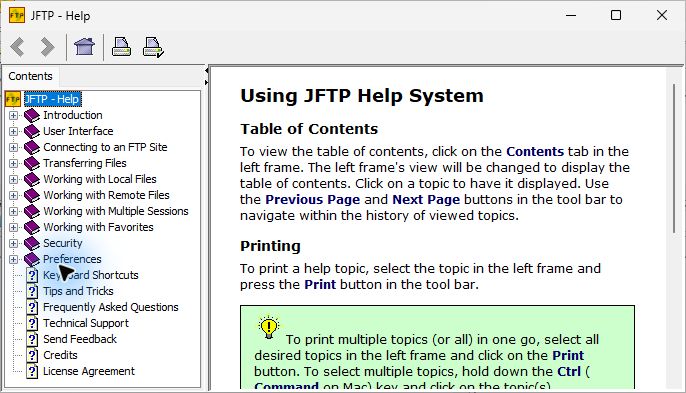 JFTP - Help
Contents
JFTP - Help
Introduction
User Interface
Connecting to an FTP Site
Transferring Files
Working with Local Files
Working with Remote Files
Working with Multiple Sessions
Working with Favorites
Security
Preferences
Keyboard Shortcuts
Tips and Tricks
Frequently Asked Questions
Technical Support
Send Feedback
Credits
License Agreement
Using JFTP Help System
Table of Contents
To view the table of contents, click on the Contents tab in the
left frame. The left frame's view will be changed to display the
table of contents. Click on a topic to have it displayed. Use
the Previous Page and Next Page buttons in the tool bar to
navigate within the history of viewed topics.
Printing
To print a help topic, select the topic in the left frame and
press the Print button in the tool bar.
To print multiple topics (or all) in one go, select all
desired topics in the left frame and click on the Print
button. To select multiple topics, hold down the Ctrl (
Command on Mac) key and click on the topic(s).